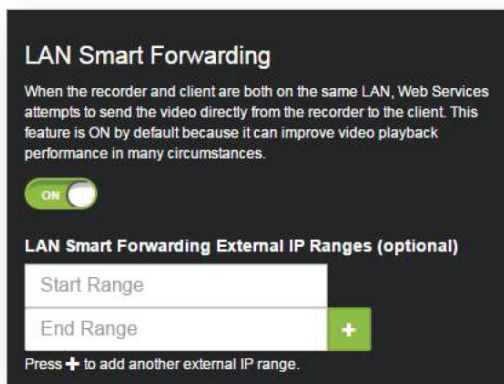 LAN Smart Forwarding
When the recorder and client are both on the same LAN, Web Services
attempts to send the video directly from the recorder to the client. This
feature is ON by default because it can improve video playback
performance in many circumstances.
ON
LAN Smart Forwarding External IP Ranges (optional)
Start Range
End Range
+
Press + to add another external IP range.